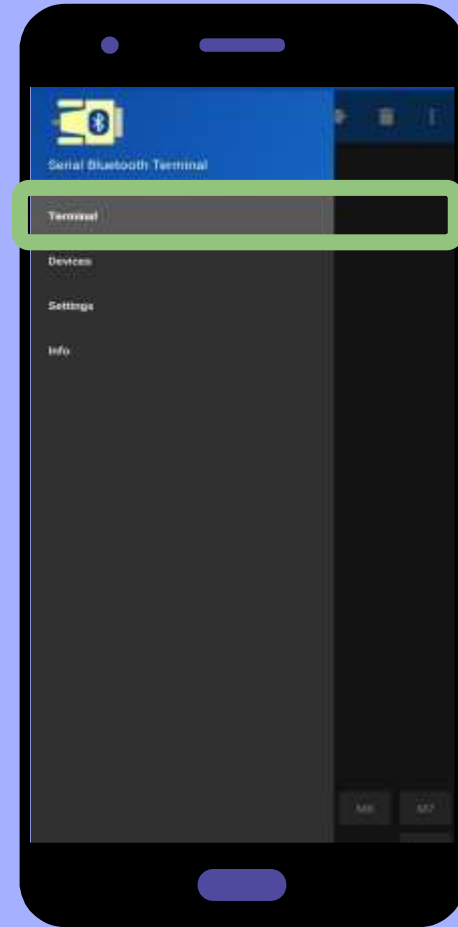 Serial Bluetooth Terminal
Terminal
Devices
Settings
Info
M6 M7